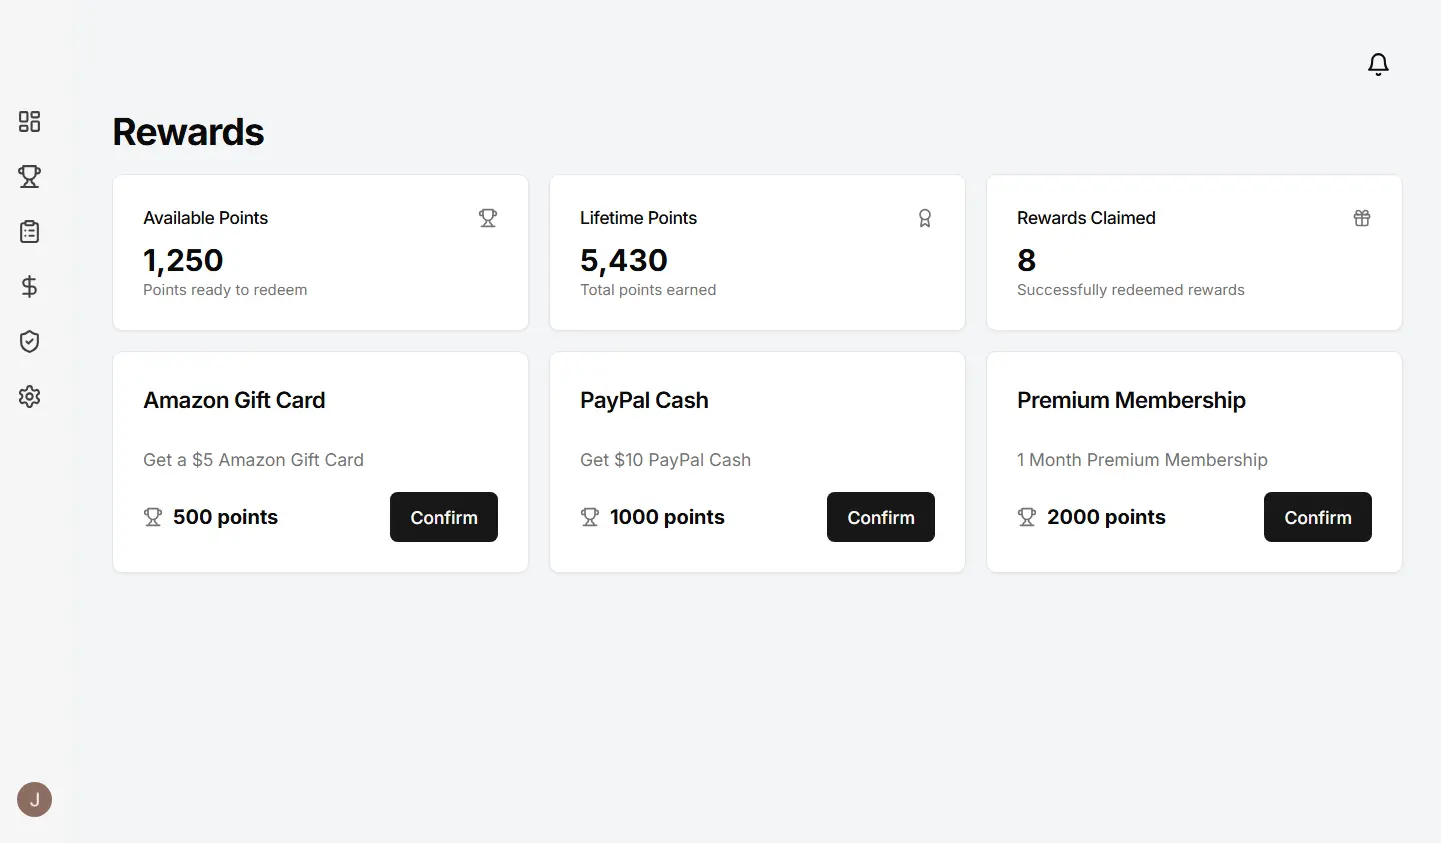 Rewards
Available Points
1,250
Points ready to redeem
Lifetime Points
5,430
Total points earned
Rewards Claimed
8
Successfully redeemed rewards
Amazon Gift Card
Get a $5 Amazon Gift Card
500 points
Confirm
PayPal Cash
Get $10 PayPal Cash
1000 points
Confirm
Premium Membership
1 Month Premium Membership
2000 points
Confirm
J